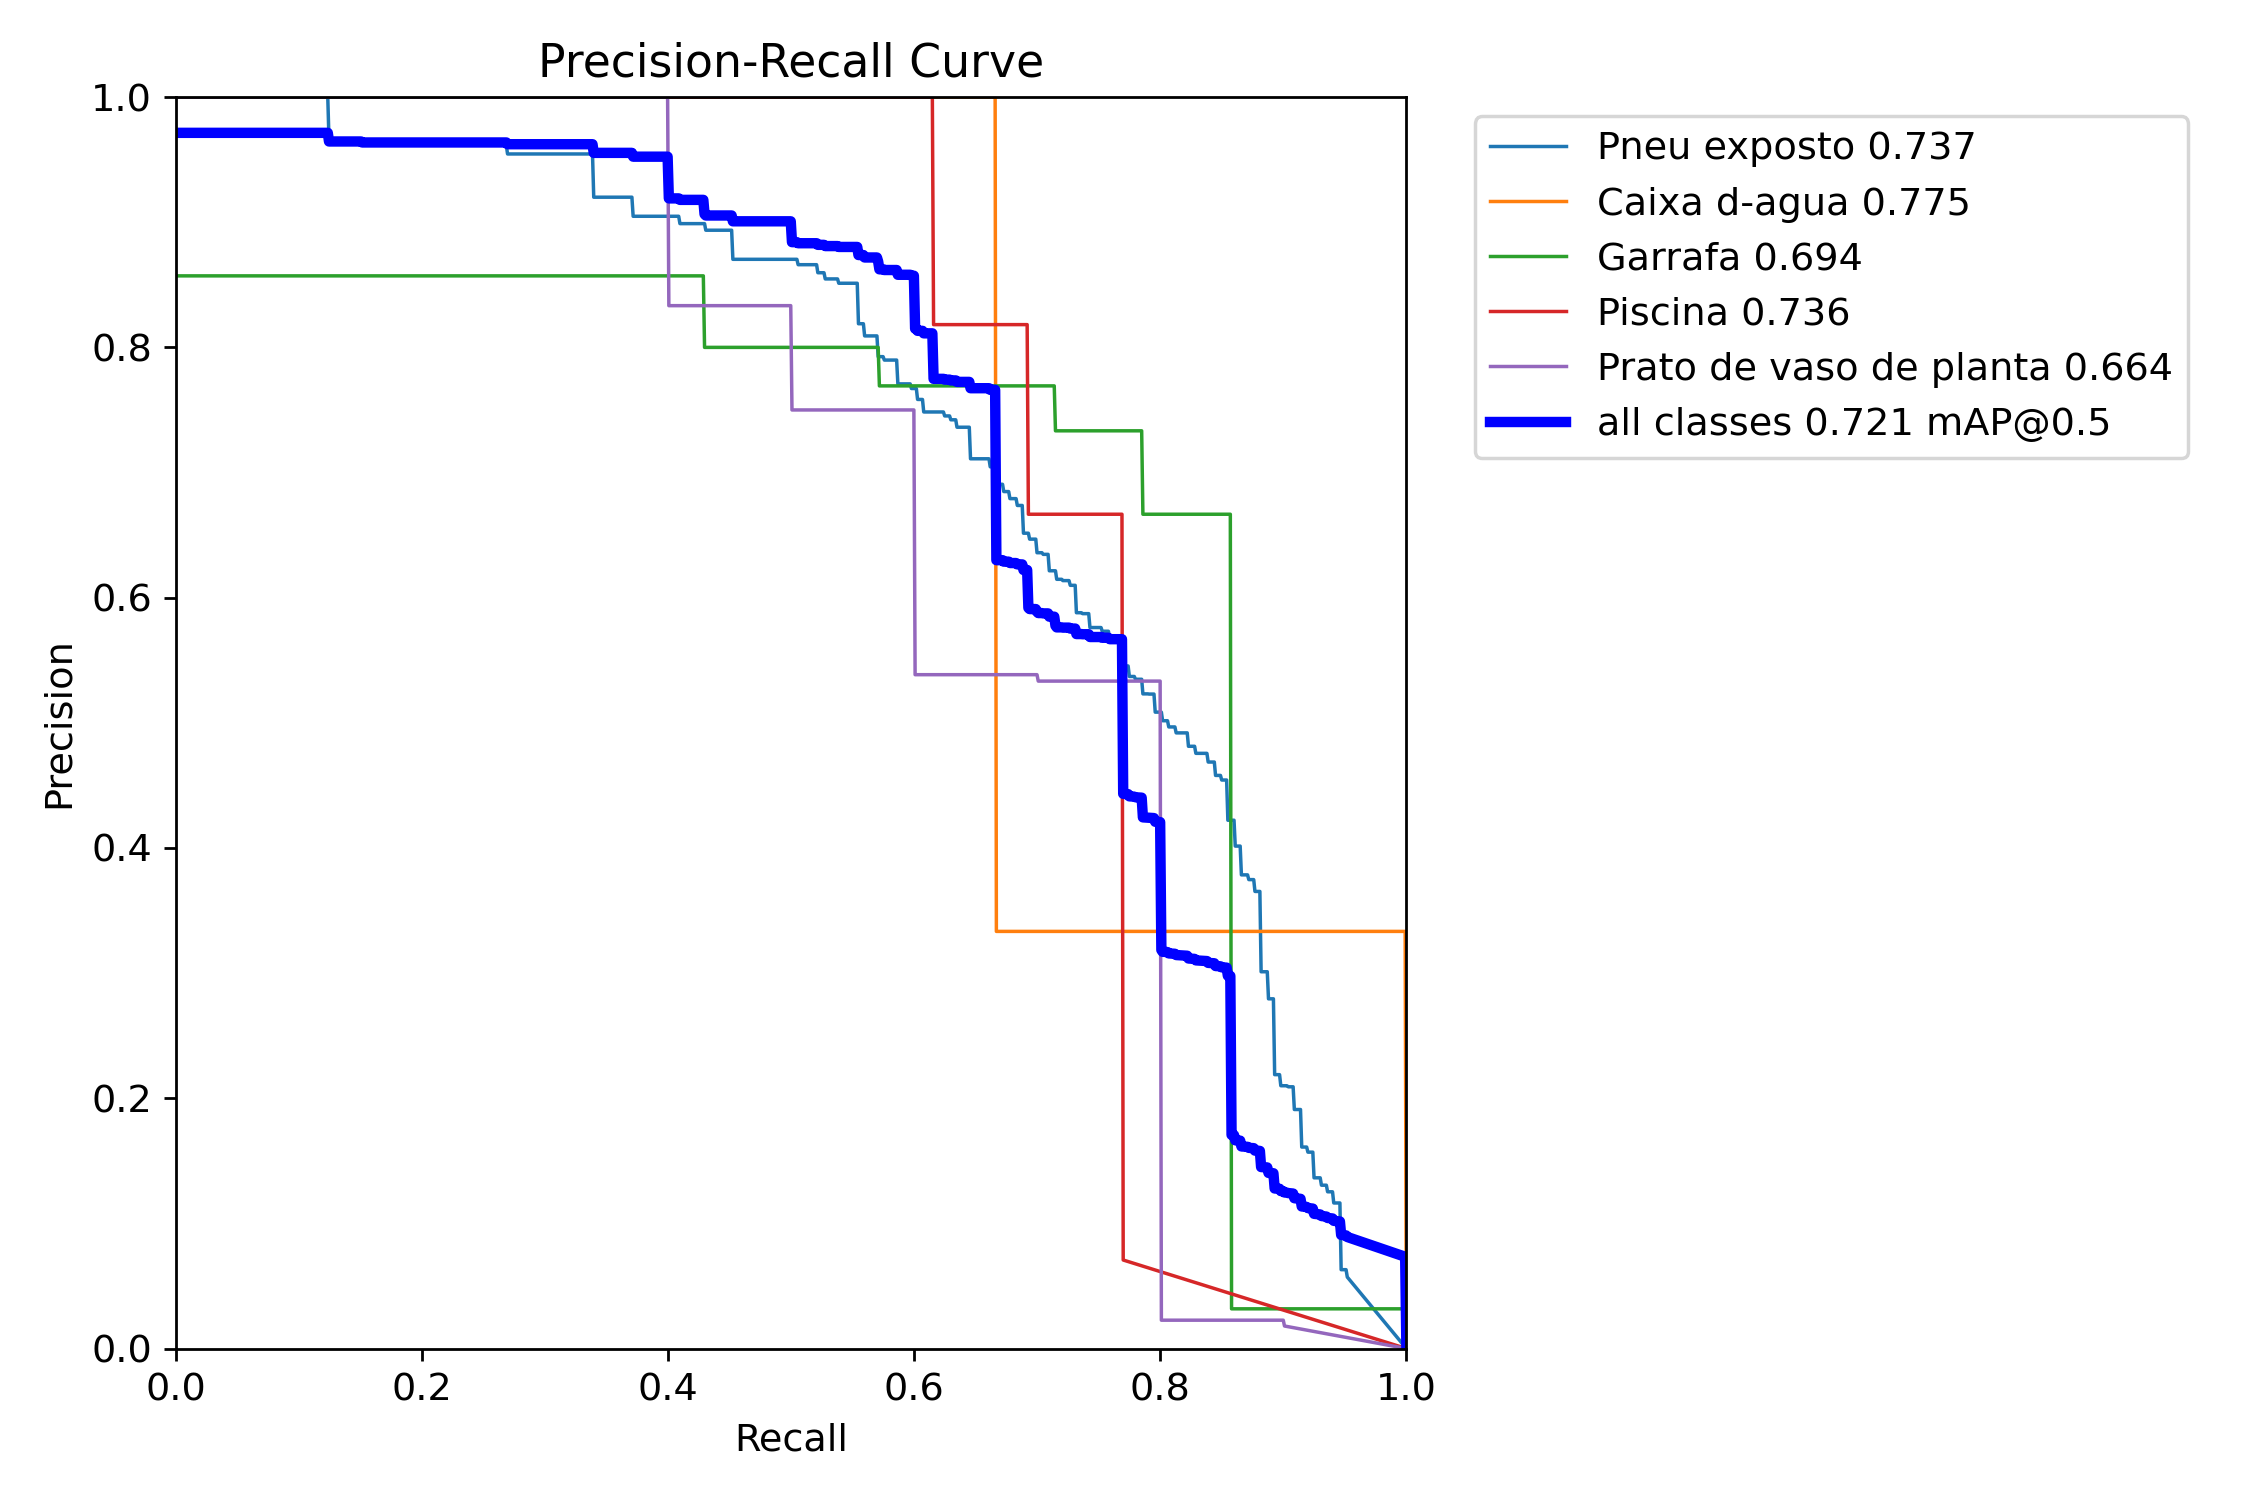 Precision-Recall Curve
1.0
0.8
0.6
0.4
0.2
0.0
Precision
0.0 0.2 0.4 0.6 0.8 1.0
Recall
Pneu exposto 0.737
Caixa d-agua 0.775
Garrafa 0.694
Piscina 0.736
Prato de vaso de planta 0.664
all classes 0.721 mAP@0.5